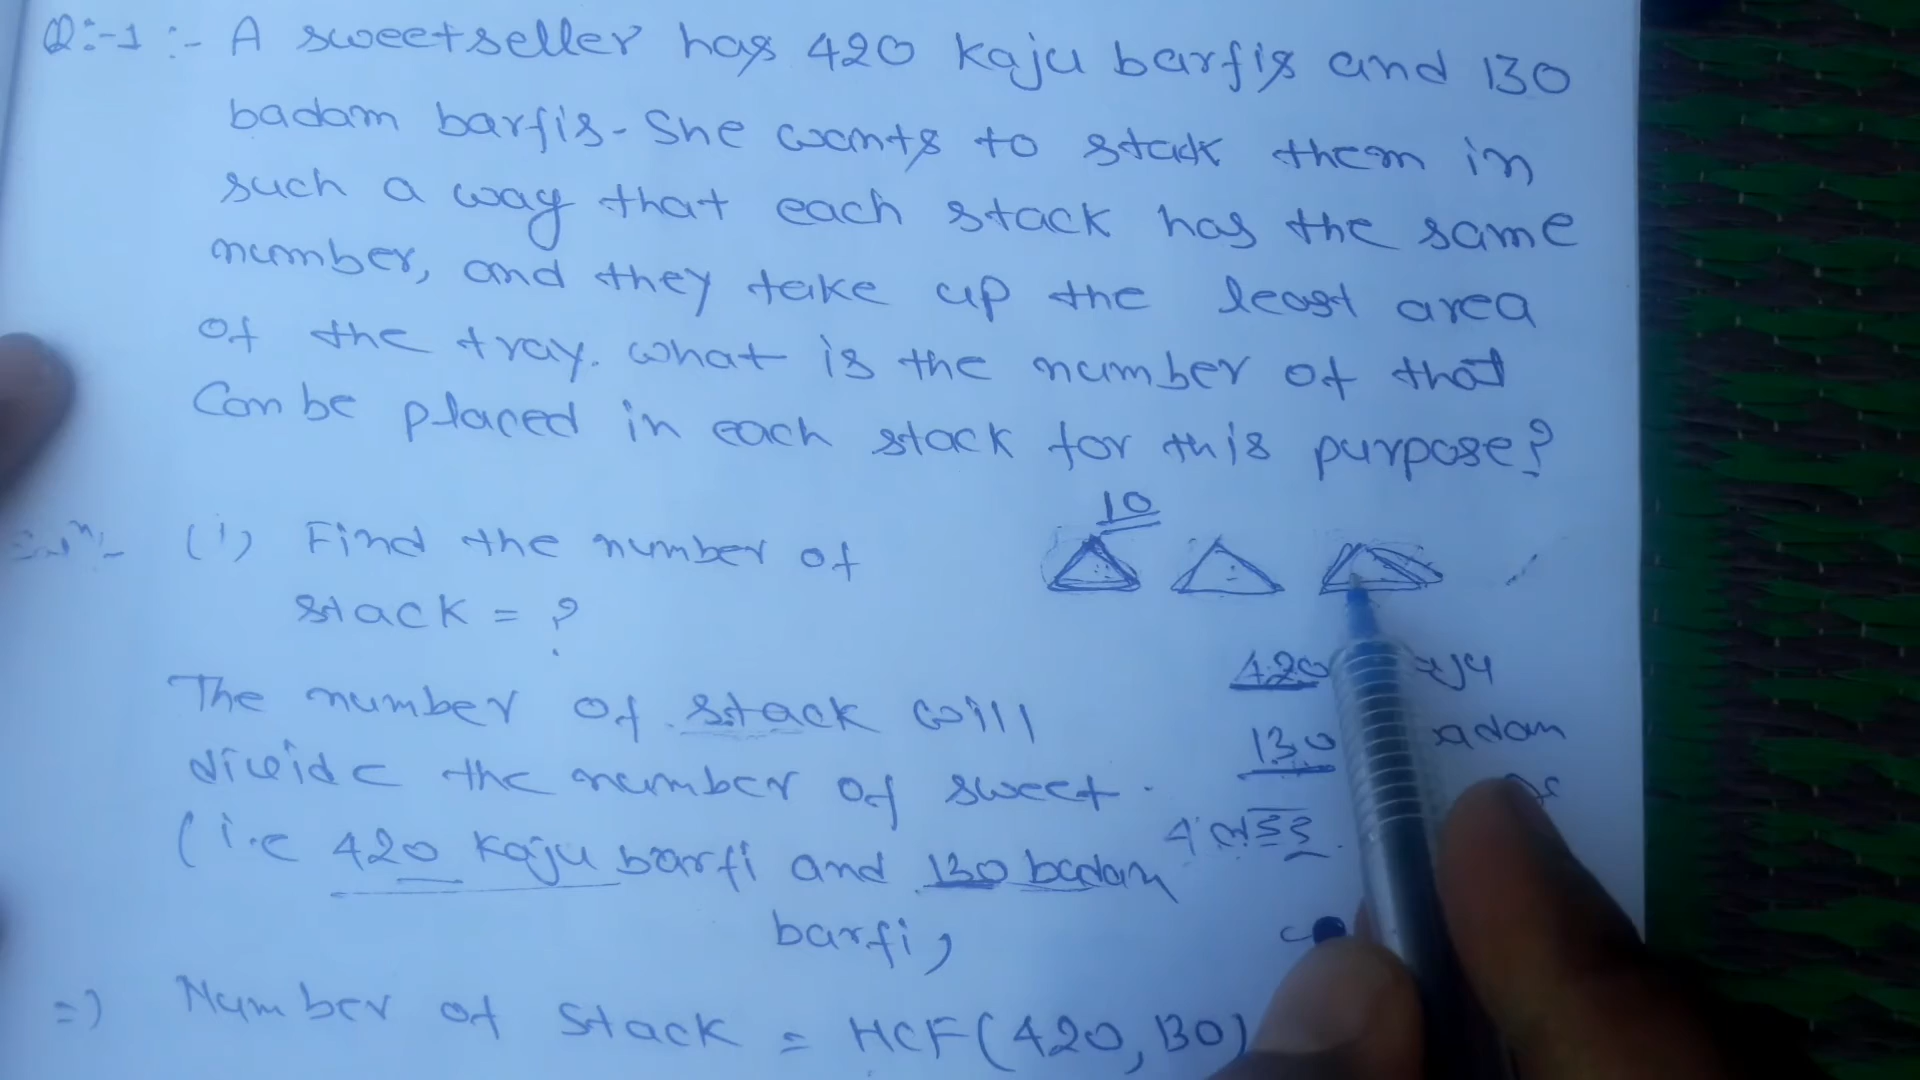 Q:-1 :- A sweetseller has 420 Kaju barfis and 130
badam barfis. She wants to stack them in
such a way that each stack has the same
number, and they take up the least area
of the tray. what is the number of that
Can be placed in each stack for this purpose?
10
(i) Find the number of
stack = ?
420
130 adam
The number of stack will
divide the number of sweet.
(i.e 420 Kaju barfi and 130 badam
barfi,
=) Number of stack = HCF(420, 130)